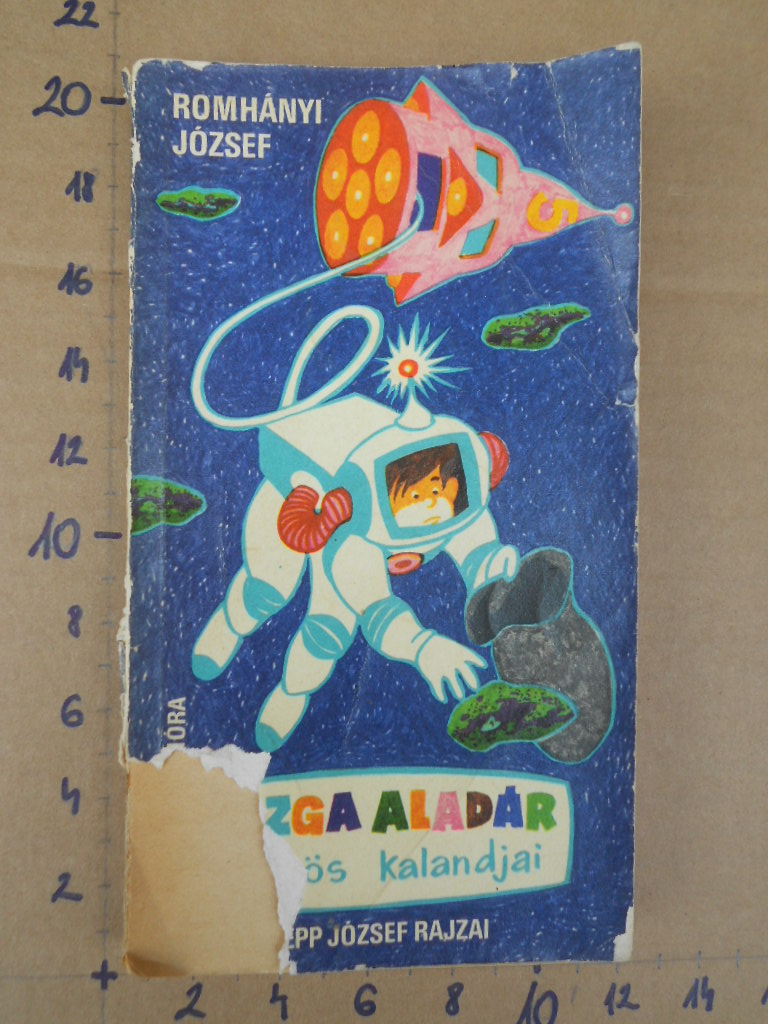 22
20
18
16
14
12
10
8
6
4
2
ROMHÁNYI
JÓZSEF
5
ÓRA
ZGA ALADÁR
ös kalandjai
EPP JÓZSEF RAJZAI
2 4 6 8 10 12 14